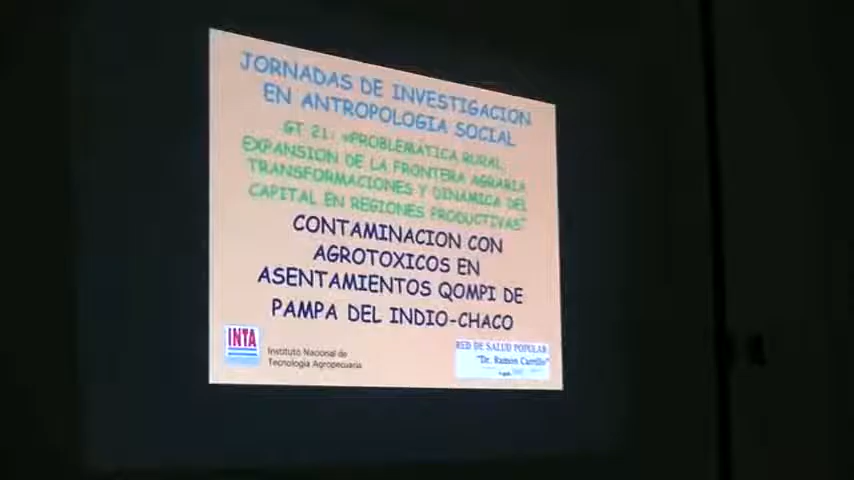 JORNADAS DE INVESTIGACION
EN ANTROPOLOGIA SOCIAL
GT 21: «PROBLEMÁTICA RURAL,
EXPANSION DE LA FRONTERA AGRARIA
TRANSFORMACIONES Y DINAMICA DEL
CAPITAL EN REGIONES PRODUCTIVAS"
CONTAMINACION CON
AGROTOXICOS EN
ASENTAMIENTOS QOMPI DE
PAMPA DEL INDIO-CHACO
INTA
Instituto Nacional de
Tecnología Agropecuaria
RED DE SALUD POPULAR
"Dr. Ramón Carrillo"